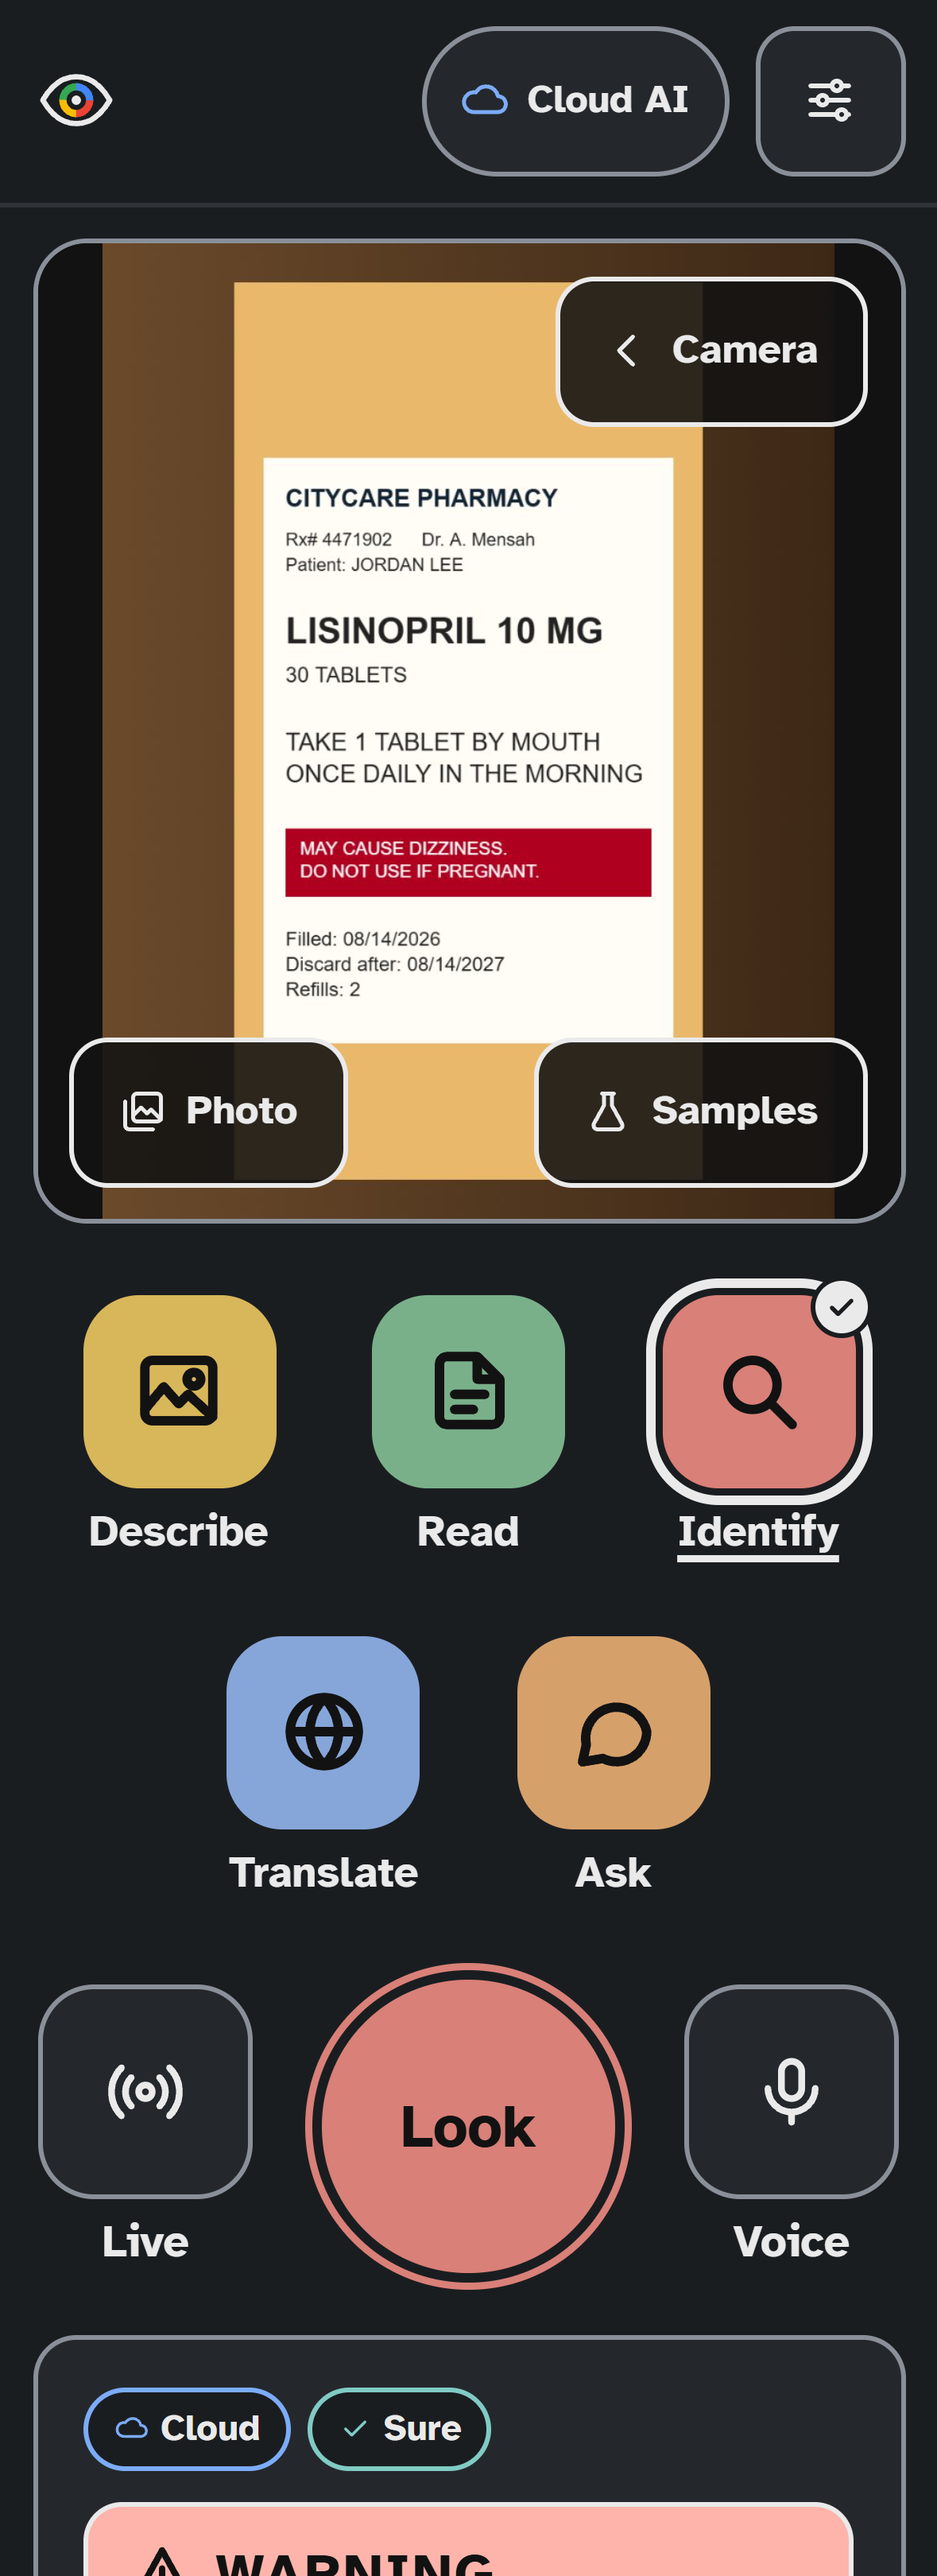 Cloud AI
Camera
CITYCARE PHARMACY
Rx# 4471902 Dr. A. Mensah
Patient: JORDAN LEE
LISINOPRIL 10 MG
30 TABLETS
TAKE 1 TABLET BY MOUTH
ONCE DAILY IN THE MORNING
MAY CAUSE DIZZINESS.
DO NOT USE IF PREGNANT.
Filled: 08/14/2026
Discard after: 08/14/2027
Refills: 2
Photo
Samples
Describe
Read
Identify
Translate
Ask
Look
Live
Voice
Cloud
Sure
WARNING